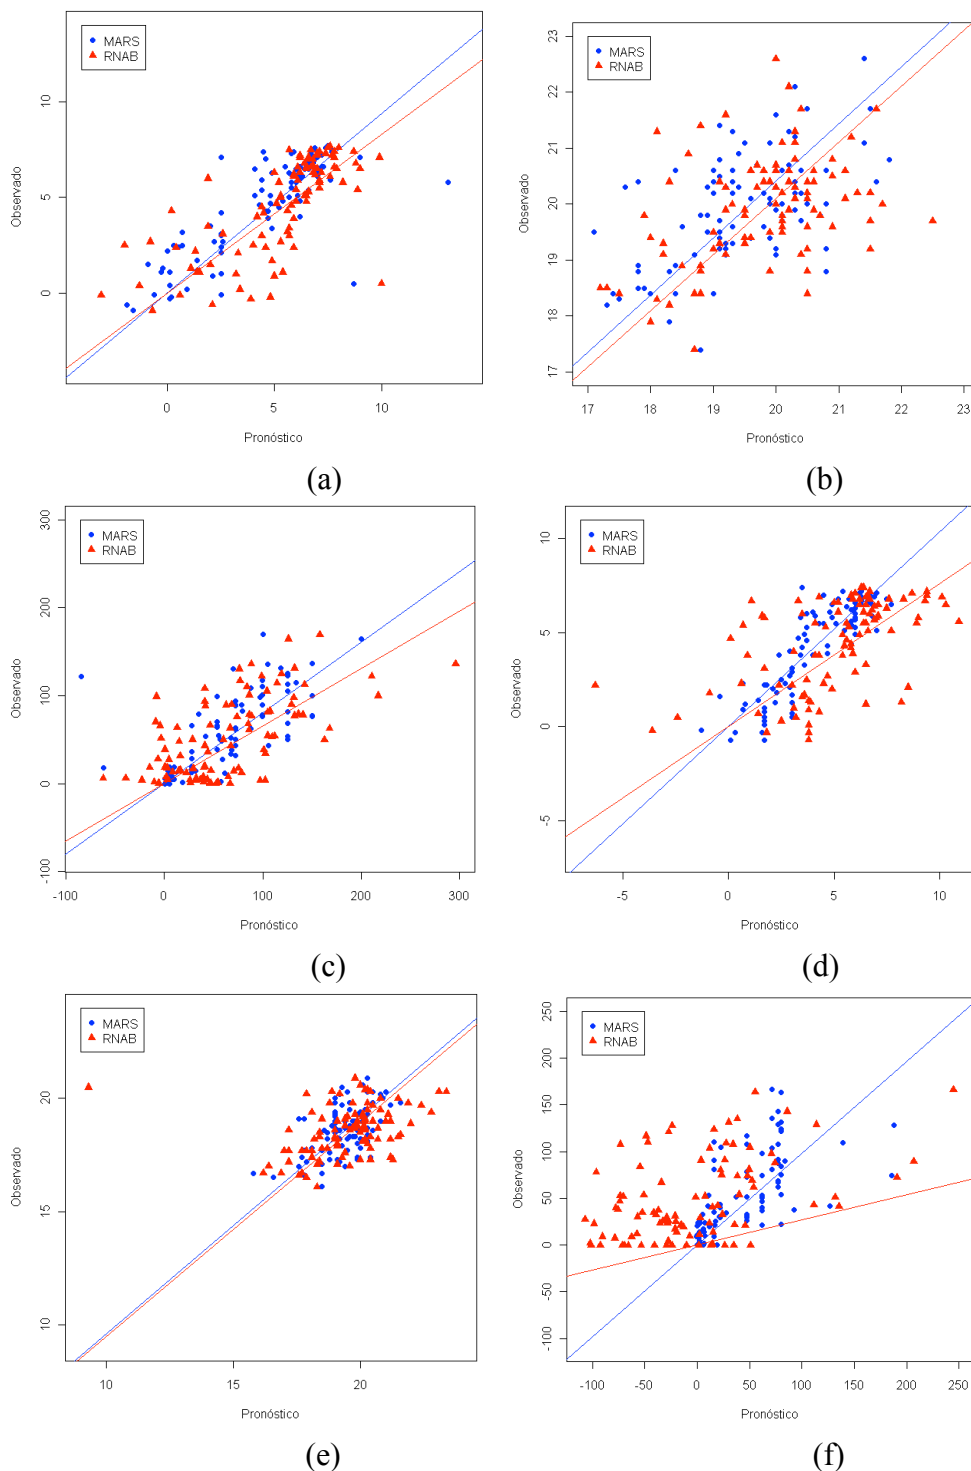 MARS
RNAB
Observado
10
5
0
0
5
10
Pronóstico
(a)
MARS
RNAB
Observado
23
22
21
20
19
18
17
17
18
19
20
21
22
23
Pronóstico
(b)
MARS
RNAB
Observado
300
200
100
0
-100
-100
0
100
200
300
Pronóstico
(c)
MARS
RNAB
Observado
10
5
0
-5
-5
0
5
10
Pronóstico
(d)
MARS
RNAB
Observado
20
15
10
10
15
20
Pronóstico
(e)
MARS
RNAB
Observado
250
200
150
100
50
0
-50
-100
-100
-50
0
50
100
150
200
250
Pronóstico
(f)